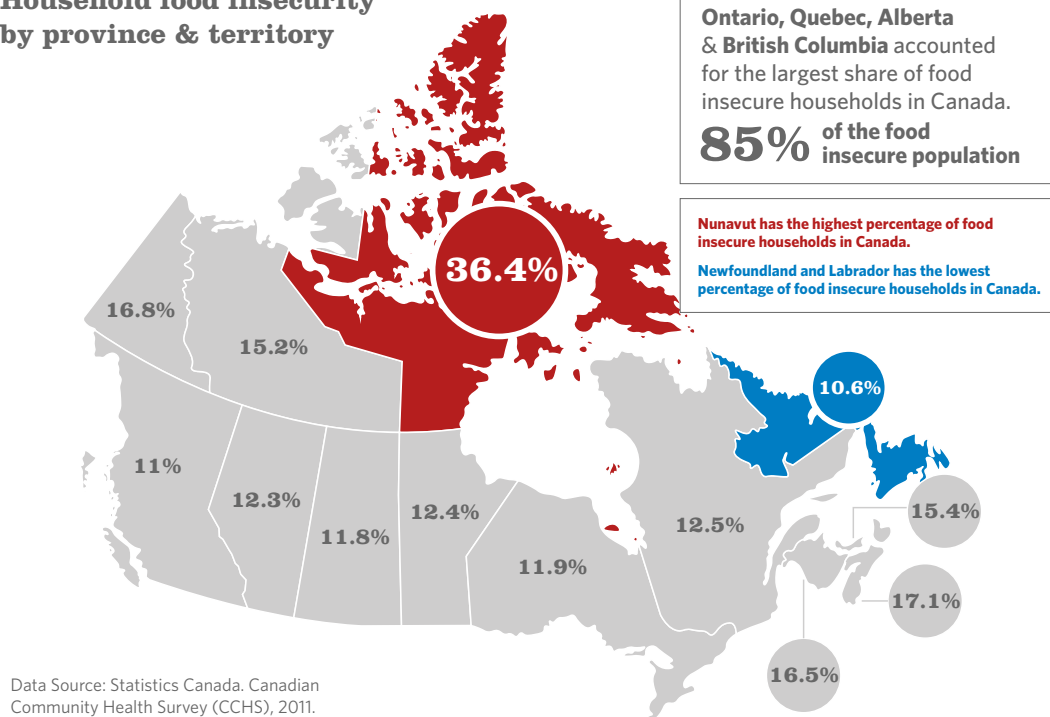 Household food insecurity
by province & territory
Ontario, Quebec, Alberta
& British Columbia accounted
for the largest share of food
insecure households in Canada.
85% of the food
insecure population
Nunavut has the highest percentage of food
insecure households in Canada.
Newfoundland and Labrador has the lowest
percentage of food insecure households in Canada.
36.4%
16.8%
15.2%
10.6%
11%
12.3%
11.8%
12.4%
11.9%
12.5%
15.4%
17.1%
16.5%
Data Source: Statistics Canada. Canadian
Community Health Survey (CCHS), 2011.